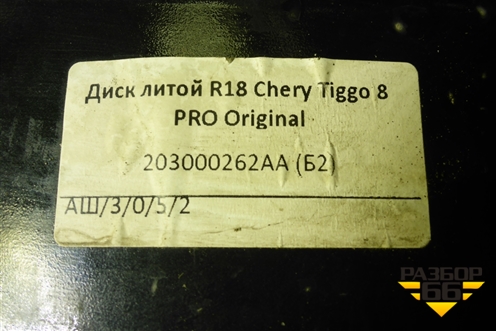 Диск литой R18 Chery Tiggo 8
PRO Original
203000262AA (Б2)
АШ/3/0/5/2
РАЗБОР
66